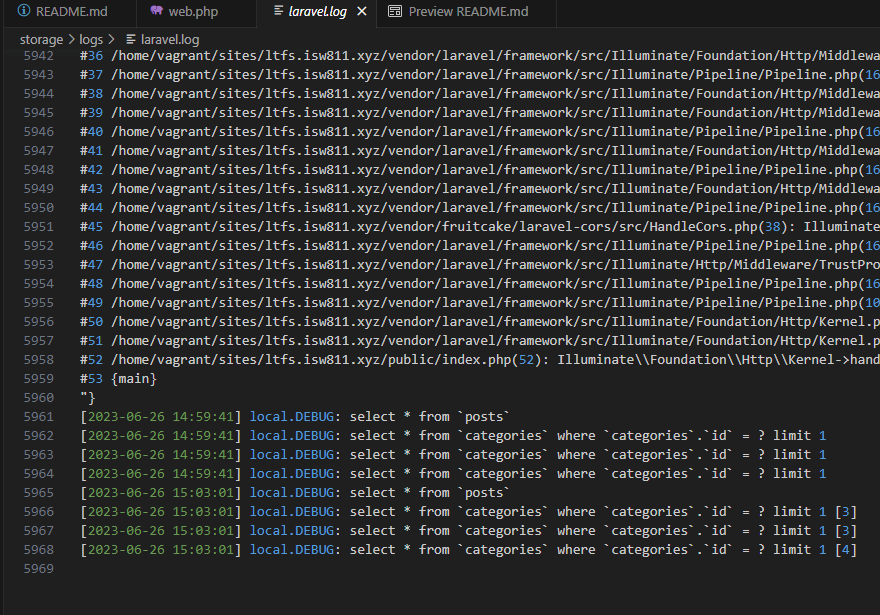 README.md web.php laravel.log Preview README.md
storage > logs > laravel.log
5942 #36 /home/vagrant/sites/ltfs.isw811.xyz/vendor/laravel/framework/src/Illuminate/Foundation/Http/Middlewa
5943 #37 /home/vagrant/sites/ltfs.isw811.xyz/vendor/laravel/framework/src/Illuminate/Pipeline/Pipeline.php(16
5944 #38 /home/vagrant/sites/ltfs.isw811.xyz/vendor/laravel/framework/src/Illuminate/Foundation/Http/Middlewa
5945 #39 /home/vagrant/sites/ltfs.isw811.xyz/vendor/laravel/framework/src/Illuminate/Foundation/Http/Middlewa
5946 #40 /home/vagrant/sites/ltfs.isw811.xyz/vendor/laravel/framework/src/Illuminate/Pipeline/Pipeline.php(16
5947 #41 /home/vagrant/sites/ltfs.isw811.xyz/vendor/laravel/framework/src/Illuminate/Foundation/Http/Middlewa
5948 #42 /home/vagrant/sites/ltfs.isw811.xyz/vendor/laravel/framework/src/Illuminate/Pipeline/Pipeline.php(16
5949 #43 /home/vagrant/sites/ltfs.isw811.xyz/vendor/laravel/framework/src/Illuminate/Foundation/Http/Middlewa
5950 #44 /home/vagrant/sites/ltfs.isw811.xyz/vendor/laravel/framework/src/Illuminate/Pipeline/Pipeline.php(16
5951 #45 /home/vagrant/sites/ltfs.isw811.xyz/vendor/fruitcake/laravel-cors/src/HandleCors.php(38): Illuminate
5952 #46 /home/vagrant/sites/ltfs.isw811.xyz/vendor/laravel/framework/src/Illuminate/Pipeline/Pipeline.php(16
5953 #47 /home/vagrant/sites/ltfs.isw811.xyz/vendor/laravel/framework/src/Illuminate/Http/Middleware/TrustPro
5954 #48 /home/vagrant/sites/ltfs.isw811.xyz/vendor/laravel/framework/src/Illuminate/Pipeline/Pipeline.php(16
5955 #49 /home/vagrant/sites/ltfs.isw811.xyz/vendor/laravel/framework/src/Illuminate/Pipeline/Pipeline.php(10
5956 #50 /home/vagrant/sites/ltfs.isw811.xyz/vendor/laravel/framework/src/Illuminate/Foundation/Http/Kernel.p
5957 #51 /home/vagrant/sites/ltfs.isw811.xyz/vendor/laravel/framework/src/Illuminate/Foundation/Http/Kernel.p
5958 #52 /home/vagrant/sites/ltfs.isw811.xyz/public/index.php(52): Illuminate\\Foundation\\Http\\Kernel->hand
5959 #53 {main}
5960 "}
5961 [2023-06-26 14:59:41] local.DEBUG: select * from `posts`
5962 [2023-06-26 14:59:41] local.DEBUG: select * from `categories` where `categories`.`id` = ? limit 1
5963 [2023-06-26 14:59:41] local.DEBUG: select * from `categories` where `categories`.`id` = ? limit 1
5964 [2023-06-26 14:59:41] local.DEBUG: select * from `categories` where `categories`.`id` = ? limit 1
5965 [2023-06-26 15:03:01] local.DEBUG: select * from `posts`
5966 [2023-06-26 15:03:01] local.DEBUG: select * from `categories` where `categories`.`id` = ? limit 1 [3]
5967 [2023-06-26 15:03:01] local.DEBUG: select * from `categories` where `categories`.`id` = ? limit 1 [3]
5968 [2023-06-26 15:03:01] local.DEBUG: select * from `categories` where `categories`.`id` = ? limit 1 [4]
5969